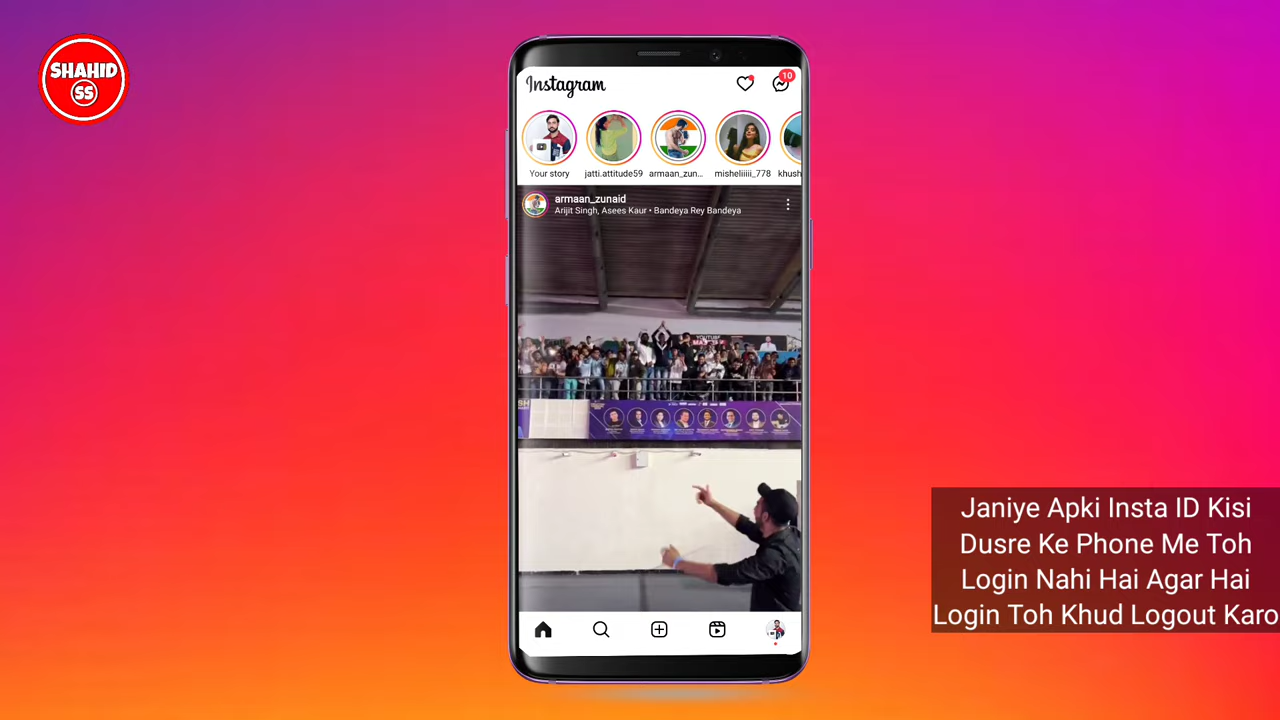 SHAHID
SS
Instagram
10
Your story
jatti.attitude59
armaan_zun...
misheliiiii_778
khush
armaan_zunaid
Arijit Singh, Asees Kaur • Bandeya Rey Bandeya
YOUTUBE
Janiye Apki Insta ID Kisi
Dusre Ke Phone Me Toh
Login Nahi Hai Agar Hai
Login Toh Khud Logout Karo